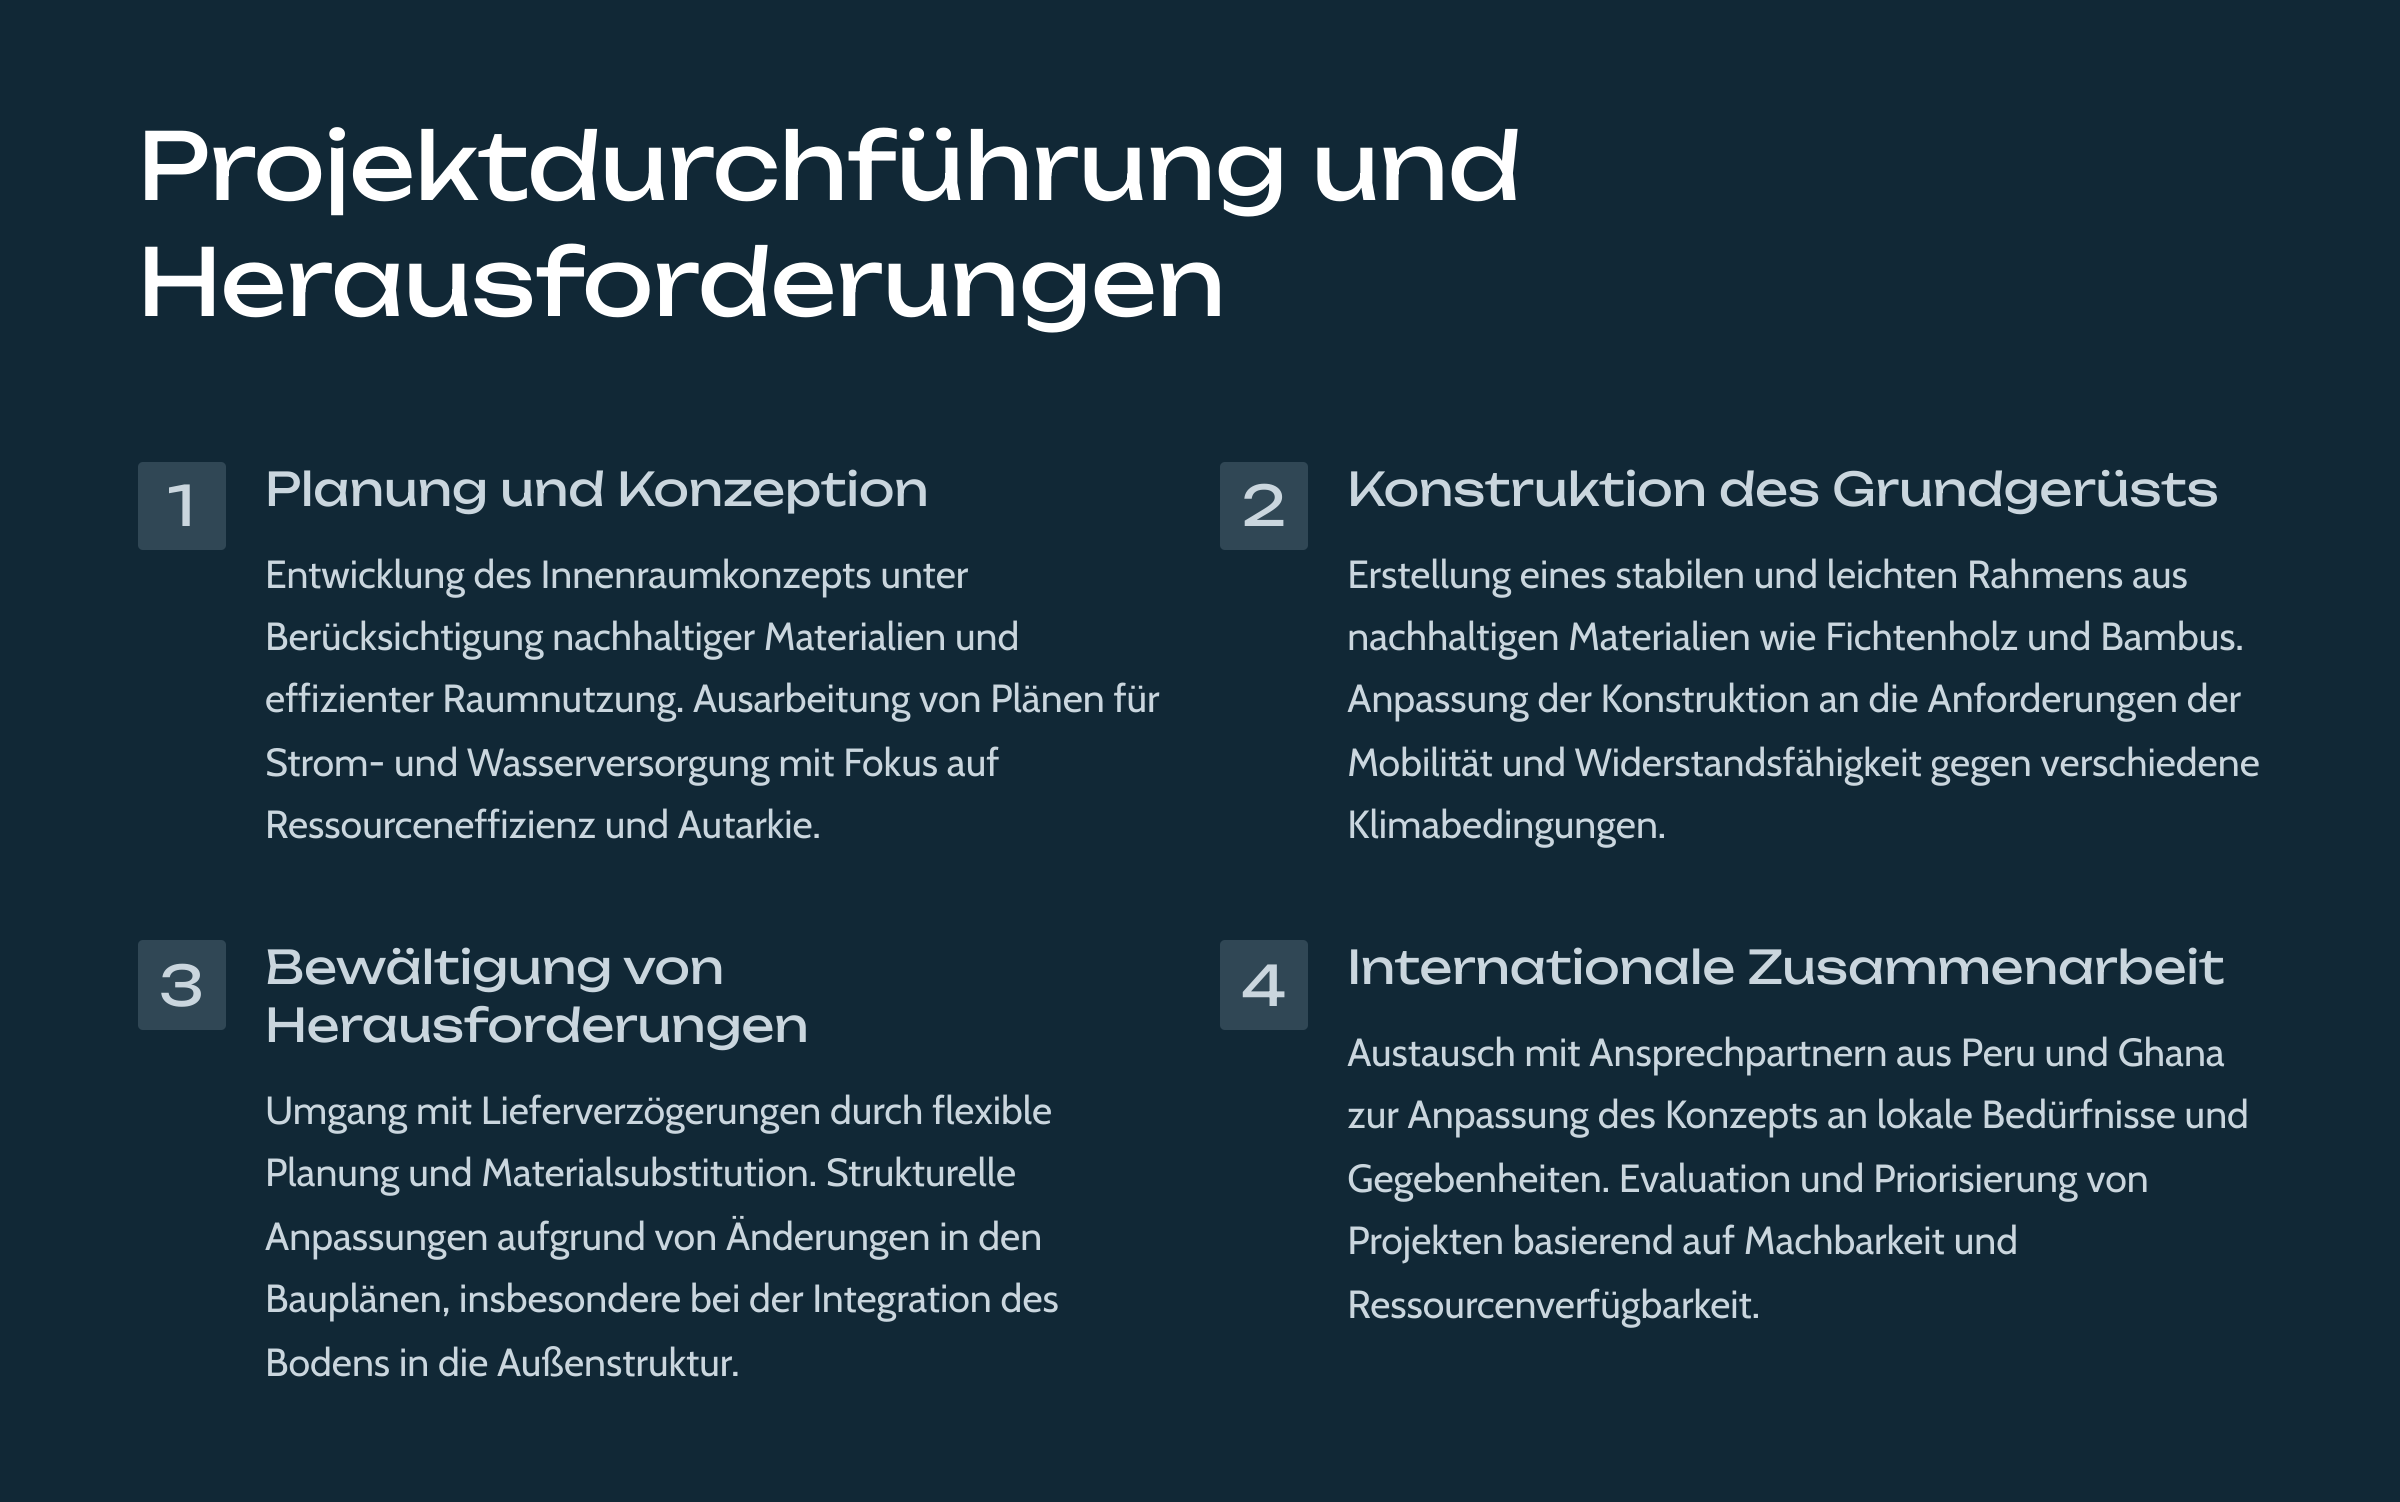 Projektdurchführung und
Herausforderungen
1
Planung und Konzeption
Entwicklung des Innenraumkonzepts unter
Berücksichtigung nachhaltiger Materialien und
effizienter Raumnutzung. Ausarbeitung von Plänen für
Strom- und Wasserversorgung mit Fokus auf
Ressourceneffizienz und Autarkie.
2
Konstruktion des Grundgerüsts
Erstellung eines stabilen und leichten Rahmens aus
nachhaltigen Materialien wie Fichtenholz und Bambus.
Anpassung der Konstruktion an die Anforderungen der
Mobilität und Widerstandsfähigkeit gegen verschiedene
Klimabedingungen.
3
Bewältigung von
Herausforderungen
Umgang mit Lieferverzögerungen durch flexible
Planung und Materialsubstitution. Strukturelle
Anpassungen aufgrund von Änderungen in den
Bauplänen, insbesondere bei der Integration des
Bodens in die Außenstruktur.
4
Internationale Zusammenarbeit
Austausch mit Ansprechpartnern aus Peru und Ghana
zur Anpassung des Konzepts an lokale Bedürfnisse und
Gegebenheiten. Evaluation und Priorisierung von
Projekten basierend auf Machbarkeit und
Ressourcenverfügbarkeit.